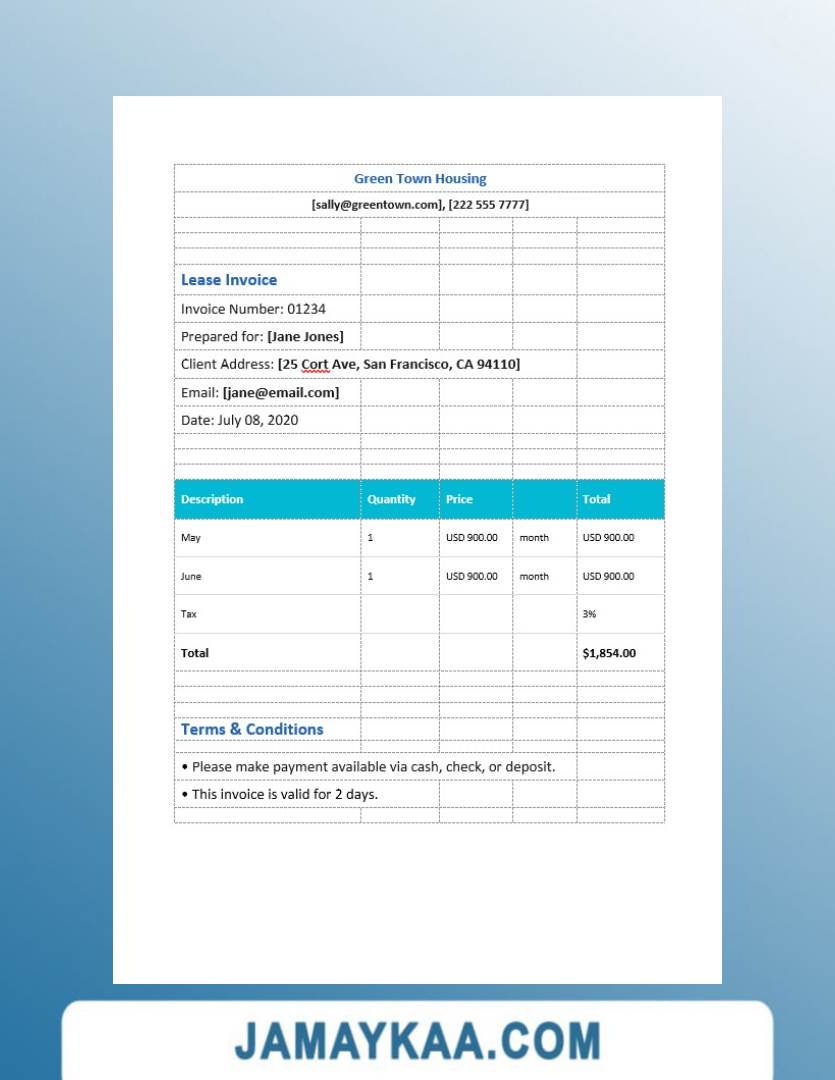 Green Town Housing
[sally@greentown.com], [222 555 7777]
Lease Invoice
Invoice Number: 01234
Prepared for: [Jane Jones]
Client Address: [25 Cort Ave, San Francisco, CA 94110]
Email: [jane@email.com]
Date: July 08, 2020
Description Quantity Price Total
May 1 USD 900.00 month USD 900.00
June 1 USD 900.00 month USD 900.00
Tax 3%
Total $1,854.00
Terms & Conditions
• Please make payment available via cash, check, or deposit.
• This invoice is valid for 2 days.
JAMAYKAA.COM